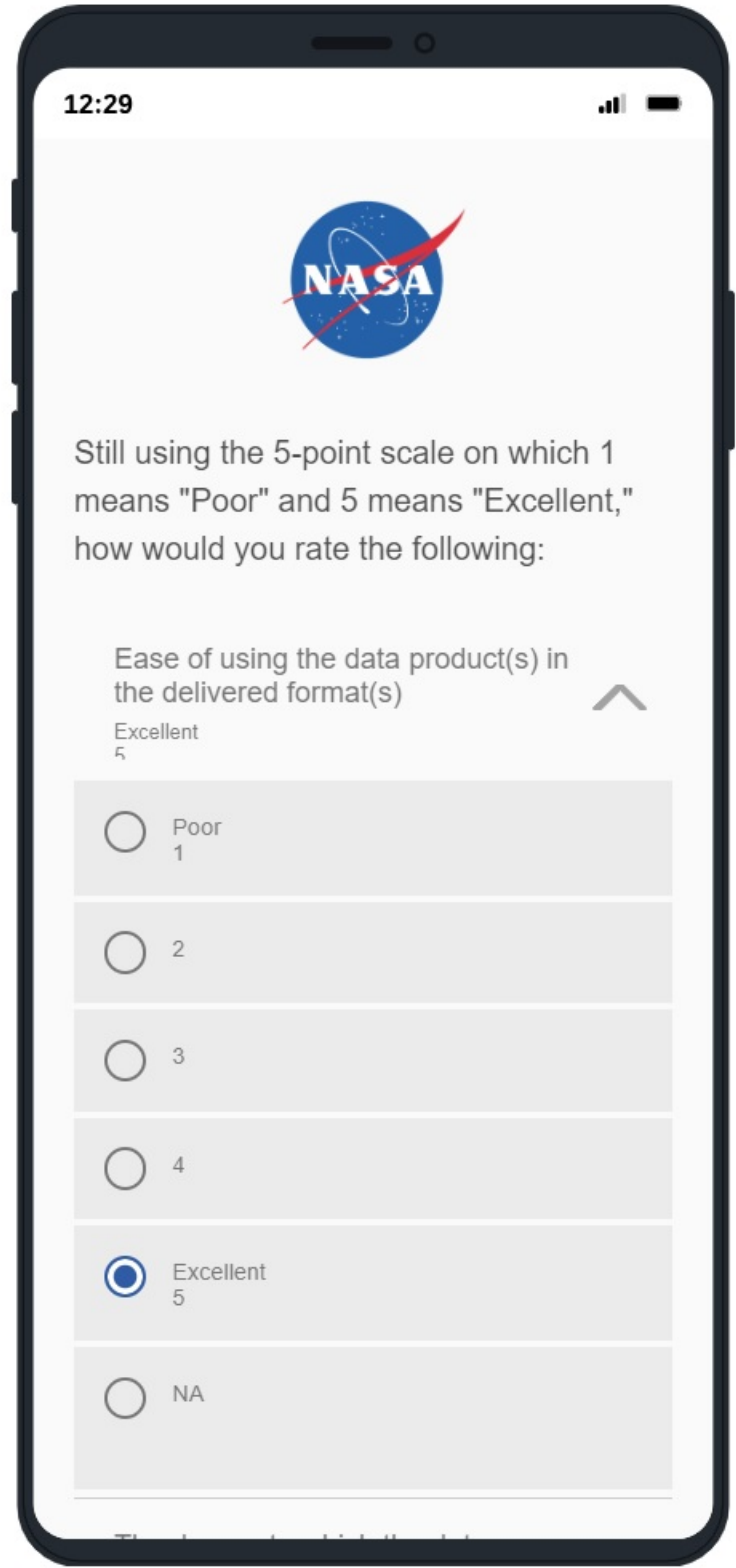 12:29
NASA
Still using the 5-point scale on which 1
means "Poor" and 5 means "Excellent,"
how would you rate the following:
Ease of using the data product(s) in
the delivered format(s)
Excellent
5
Poor
1
2
3
4
Excellent
5
NA